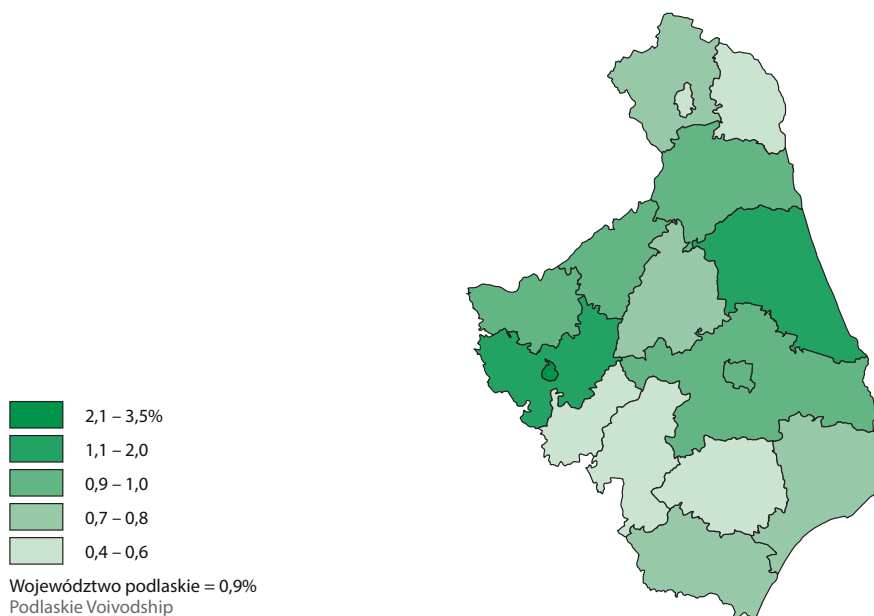 2,1 – 3,5%
1,1 – 2,0
0,9 – 1,0
0,7 – 0,8
0,4 – 0,6
Województwo podlaskie = 0,9%
Podlaskie Voivodship